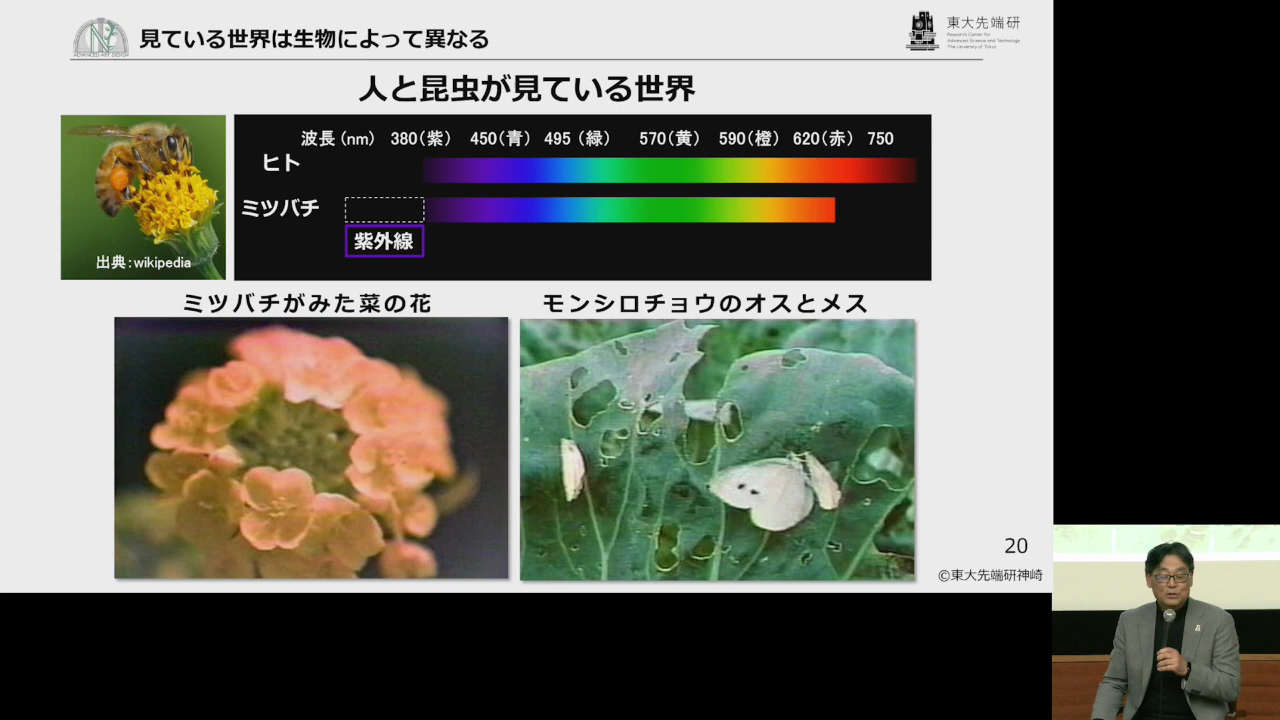 見ている世界は生物によって異なる
東大先端研
Research Center for
Advanced Science and Technology
The University of Tokyo
ADVANCED ART DESIGN
人と昆虫が見ている世界
波長(nm) 380(紫) 450(青) 495(緑) 570(黄) 590(橙) 620(赤) 750
ヒト
ミツバチ
紫外線
出典:wikipedia
ミツバチがみた菜の花
モンシロチョウのオスとメス
20
©東大先端研神崎